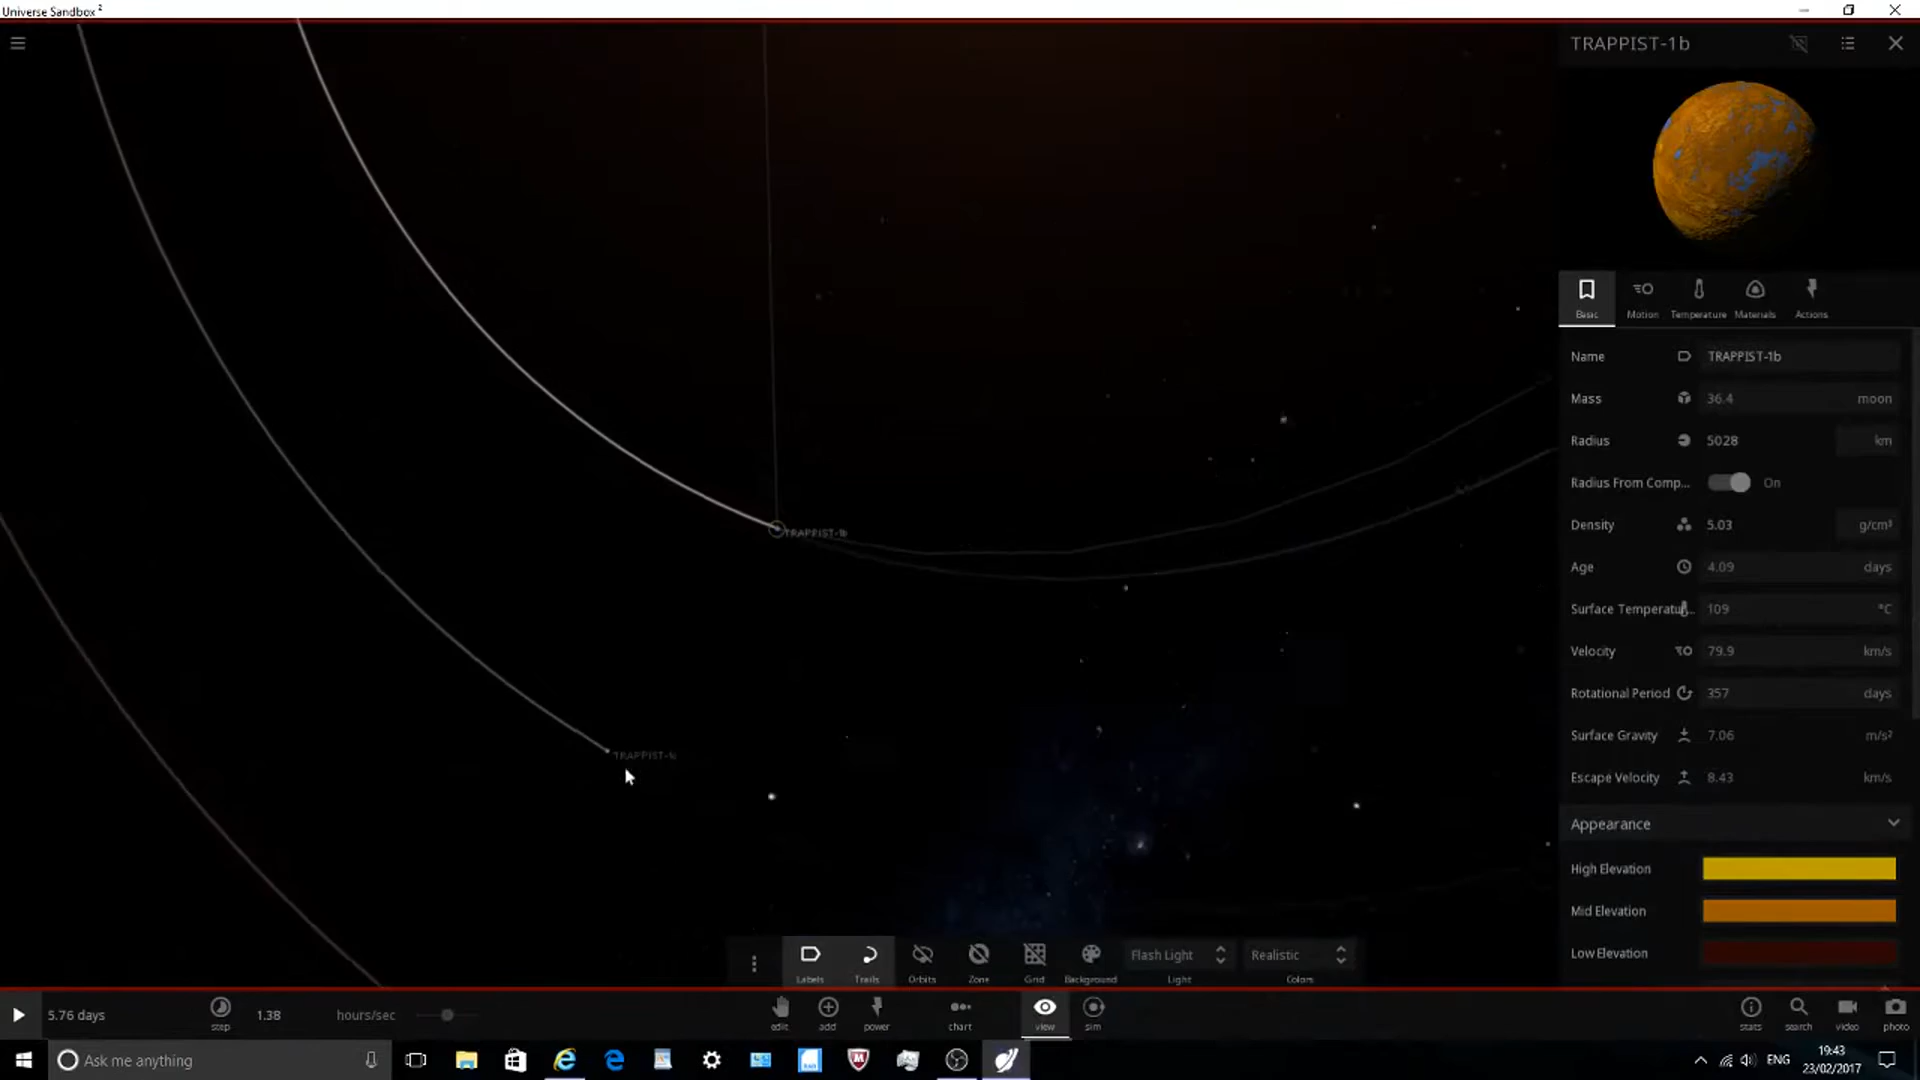 Universe Sandbox ²
TRAPPIST-1b
Basic
Motion
Temperature
Materials
Actions
Name TRAPPIST-1b
Mass 36.4 moon
Radius 5028 km
Radius From Comp... On
Density 5.03 g/cm³
Age 4.09 days
Surface Temperatu... 109 °C
Velocity 79.9 km/s
Rotational Period 357 days
Surface Gravity 7.06 m/s²
Escape Velocity 8.43 km/s
Appearance
High Elevation
Mid Elevation
Low Elevation
TRAPPIST-1b
Labels
Trails
Orbits
Zone
Grid
Background
Flash Light
Light
Realistic
Colors
5.76 days
step
1.38 hours/sec
edit
add
power
chart
view
sim
stats
search
video
photo
Ask me anything
ENG
19:43
23/02/2017